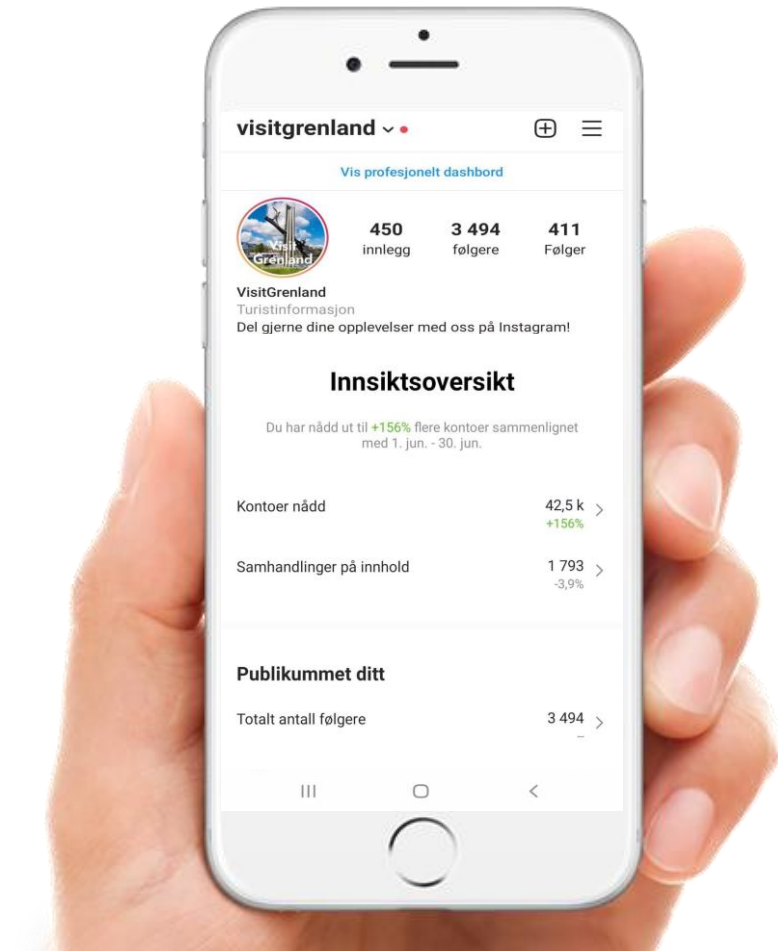 visitgrenland
Vis profesjonelt dashbord
450 3 494 411
innlegg følgere Følger
Visit
Grenland
VisitGrenland
Turistinformasjon
Del gjerne dine opplevelser med oss på Instagram!
Innsiktsoversikt
Du har nådd ut til +156% flere kontoer sammenlignet
med 1. jun. - 30. jun.
Kontoer nådd 42,5 k
+156%
Samhandlinger på innhold 1 793
-3,9%
Publikummet ditt
Totalt antall følgere 3 494
–